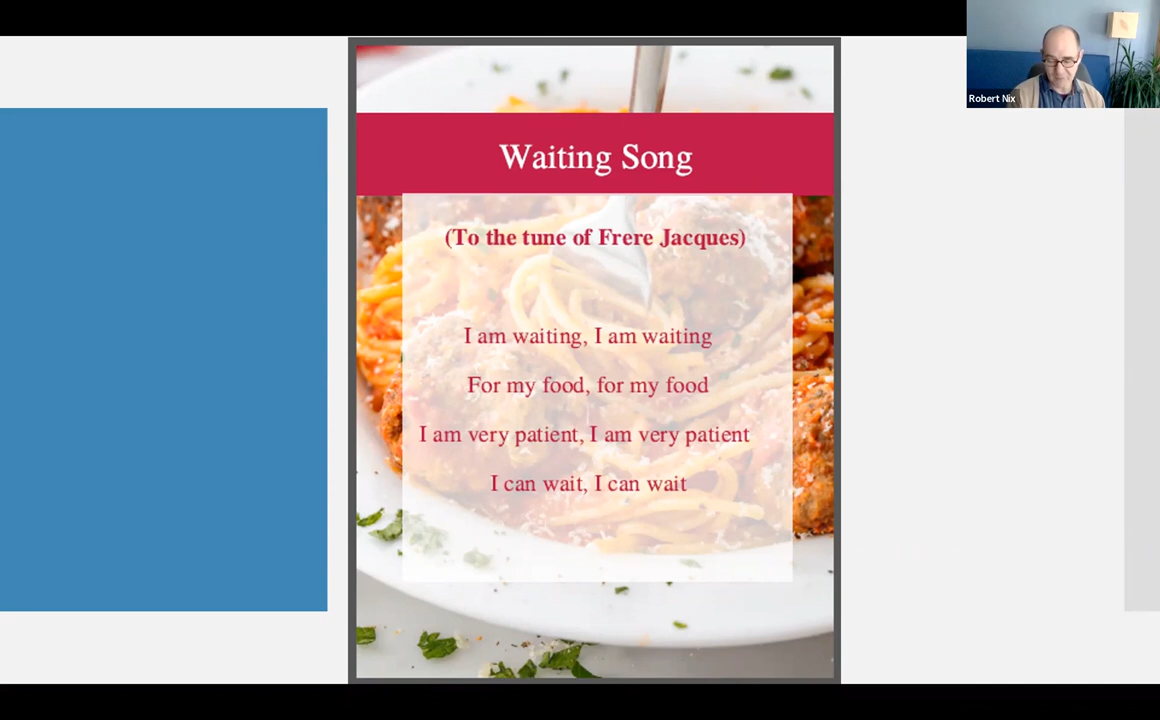 Robert Nix
Waiting Song
(To the tune of Frere Jacques)
I am waiting, I am waiting
For my food, for my food
I am very patient, I am very patient
I can wait, I can wait